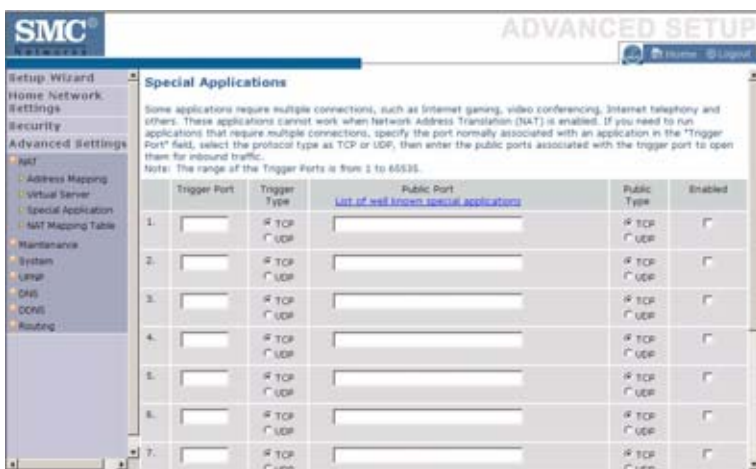 SMC®
Networks
ADVANCED SETUP
Home Logout
Setup Wizard
Home Network
Settings
Security
Advanced Settings
NAT
Address Mapping
Virtual Server
Special Application
NAT Mapping Table
Maintenance
System
UPNP
DNS
DDNS
Routing
Special Applications
Some applications require multiple connections, such as Internet gaming, video conferencing, Internet telephony and
others. These applications cannot work when Network Address Translation (NAT) is enabled. If you need to run
applications that require multiple connections, specify the port normally associated with an application in the "Trigger
Port" field, select the protocol type as TCP or UDP, then enter the public ports associated with the trigger port to open
them for inbound traffic.
Note: The range of the Trigger Ports is from 1 to 65535.
Trigger Port Trigger Type Public Port List of well known special applications Public Type Enabled
1. TCP TCP
UDP UDP
2. TCP TCP
UDP UDP
3. TCP TCP
UDP UDP
4. TCP TCP
UDP UDP
5. TCP TCP
UDP UDP
6. TCP TCP
UDP UDP
7. TCP TCP
UDP UDP